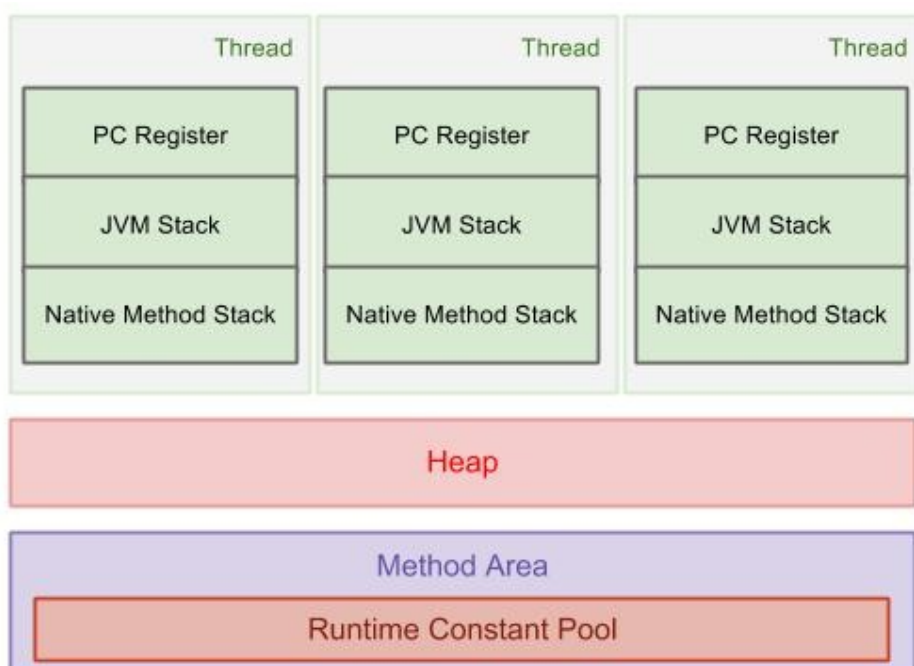 Thread
Thread
Thread
PC Register
PC Register
PC Register
JVM Stack
JVM Stack
JVM Stack
Native Method Stack
Native Method Stack
Native Method Stack
Heap
Method Area
Runtime Constant Pool